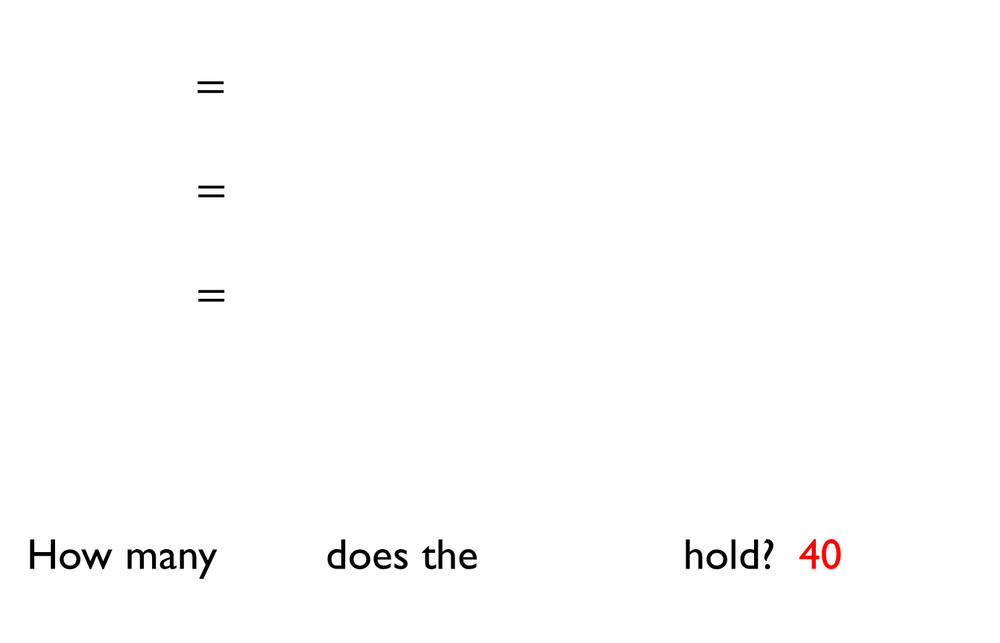 =
=
=
How many does the hold? 40